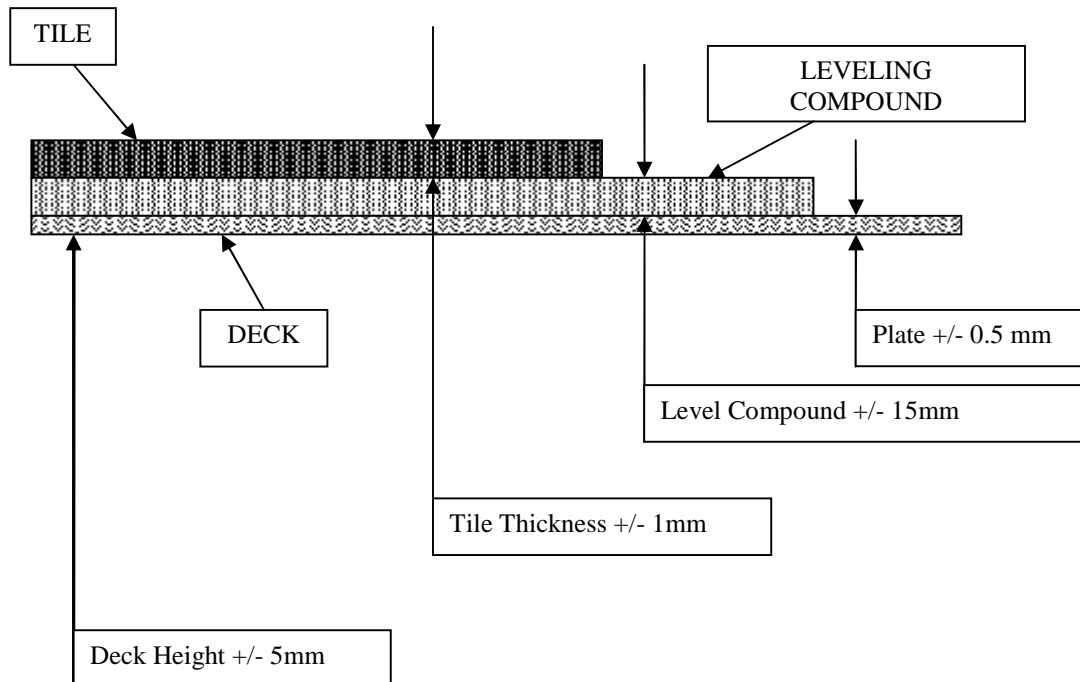 TILE
LEVELING
COMPOUND
DECK
Plate +/- 0.5 mm
Level Compound +/- 15mm
Tile Thickness +/- 1mm
Deck Height +/- 5mm